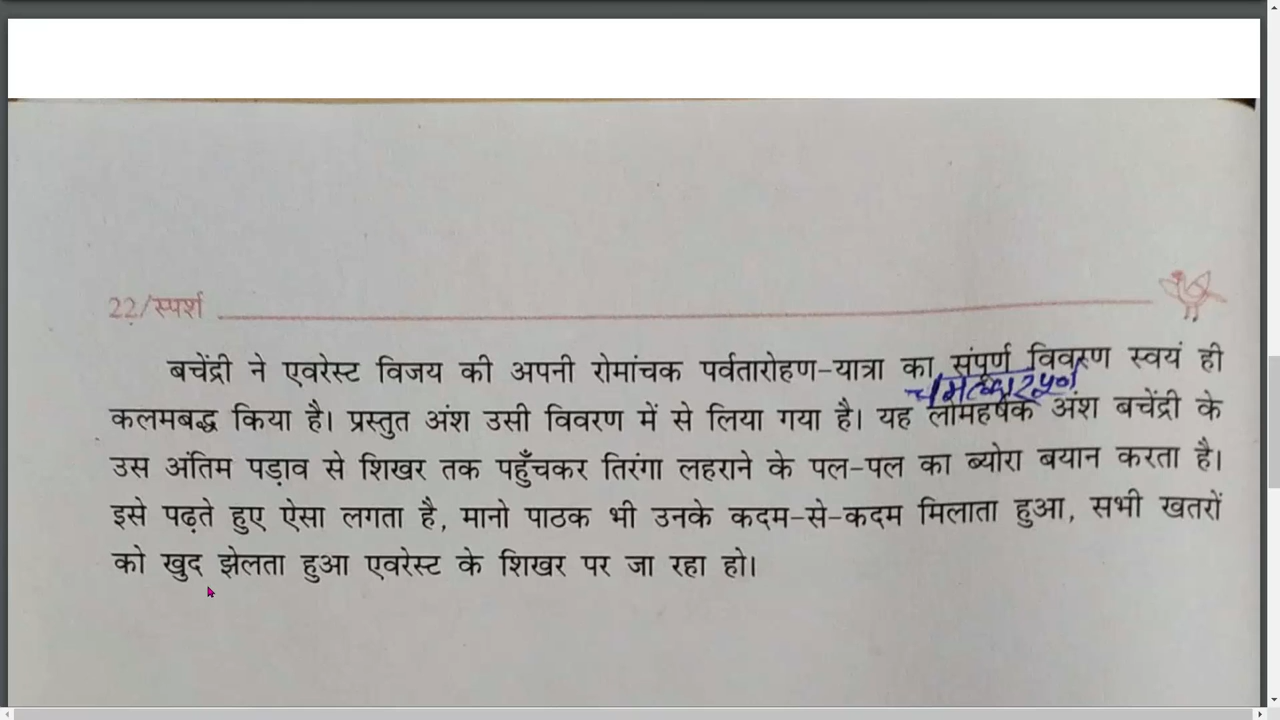 22/स्पर्श
बचेंद्री ने एवरेस्ट विजय की अपनी रोमांचक पर्वतारोहण-यात्रा का संपूर्ण विवरण स्वयं ही
चमत्कारपूर्ण
कलमबद्ध किया है। प्रस्तुत अंश उसी विवरण में से लिया गया है। यह लोमहर्षक अंश बचेंद्री के
उस अंतिम पड़ाव से शिखर तक पहुँचकर तिरंगा लहराने के पल-पल का ब्योरा बयान करता है।
इसे पढ़ते हुए ऐसा लगता है, मानो पाठक भी उनके कदम-से-कदम मिलाता हुआ, सभी खतरों
को खुद झेलता हुआ एवरेस्ट के शिखर पर जा रहा हो।